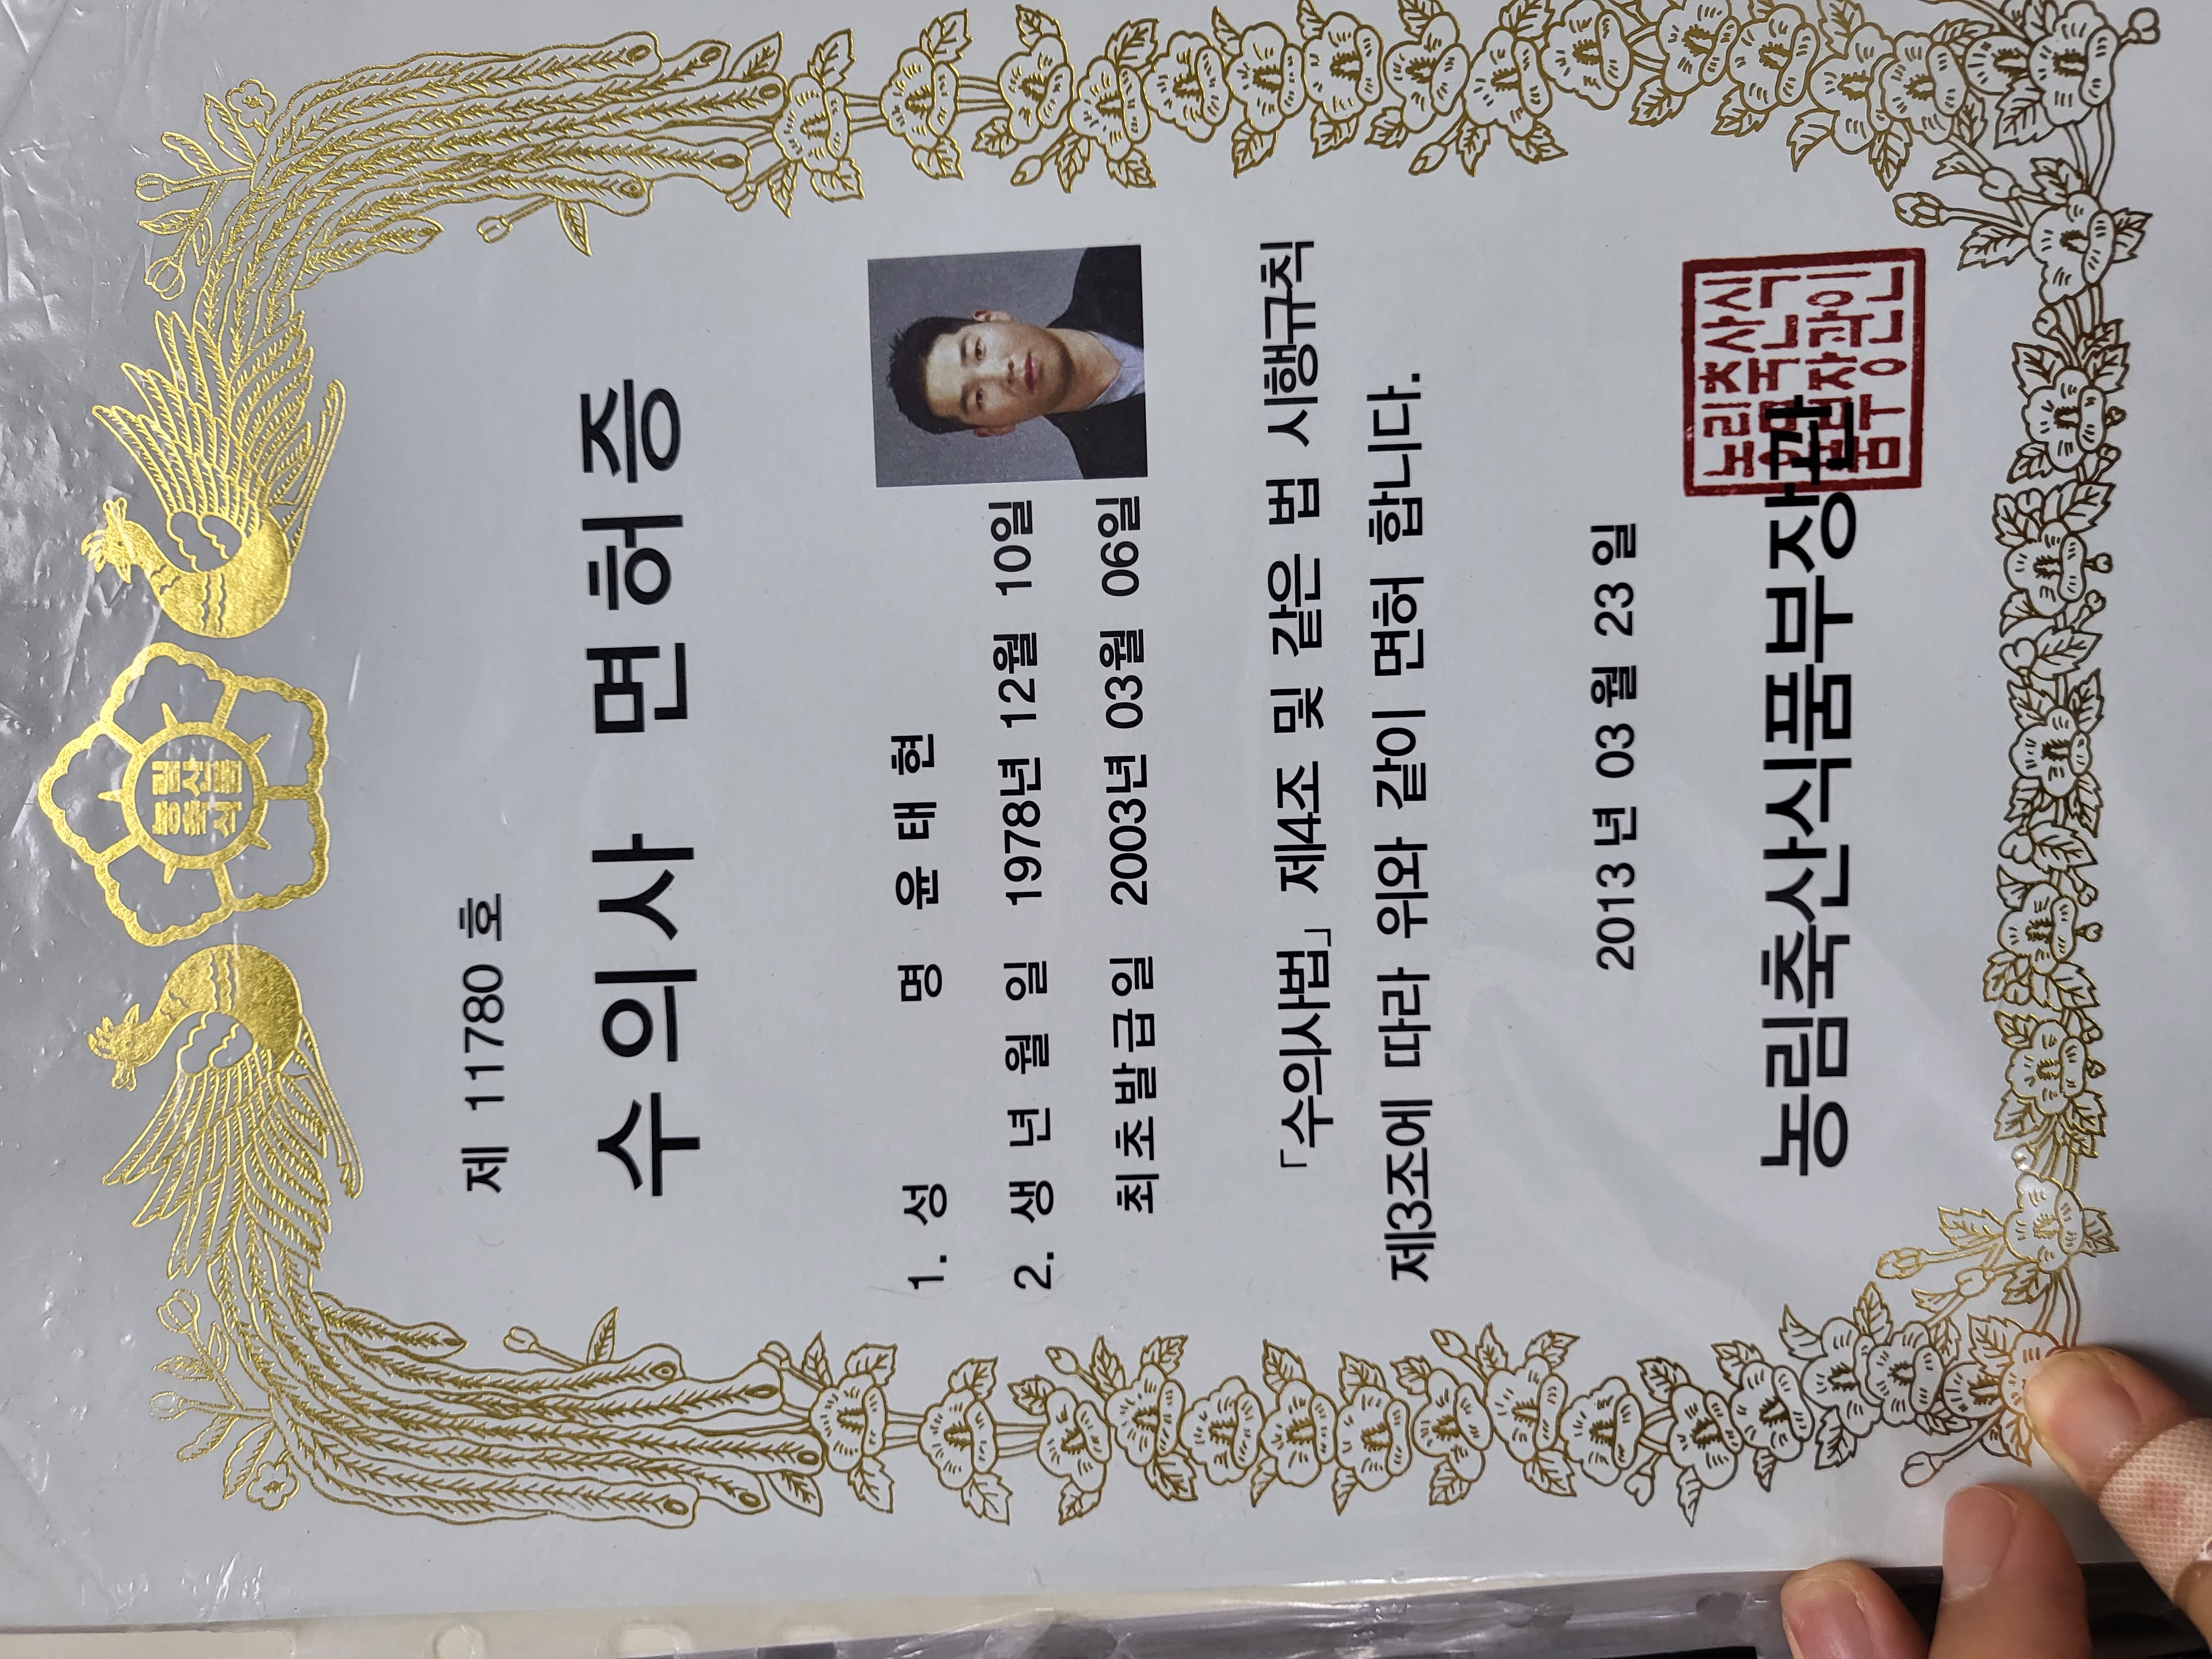 농림
축산
식품
제 11780 호
수의사 면허증
1. 성 명 윤 태 현
2. 생 년 월 일 1978년 12월 10일
최초발급일 2003년 03월 06일
「수의사법」 제4조 및 같은 법 시행규칙
제3조에 따라 위와 같이 면허 합니다.
2013 년 03 월 23 일
농림축산식품부장관
농림축산식
품부장관인